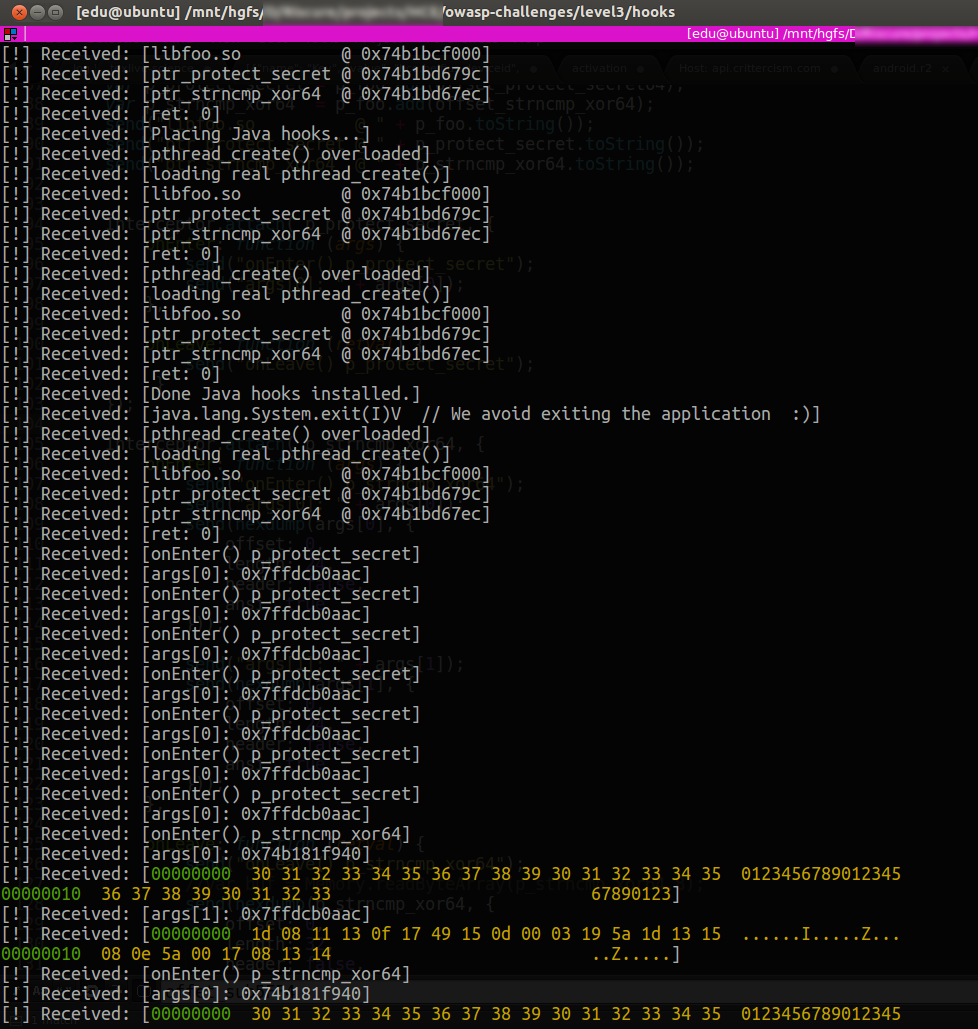 [edu@ubuntu] /mnt/hgfs/ /owasp-challenges/level3/hooks
[edu@ubuntu] /mnt/hgfs/D
[!] Received: [libfoo.so          @ 0x74b1bcf000]
[!] Received: [ptr_protect_secret @ 0x74b1bd679c]
[!] Received: [ptr_strncmp_xor64  @ 0x74b1bd67ec]
[!] Received: [ret: 0]
[!] Received: [Placing Java hooks...]
[!] Received: [pthread_create() overloaded]
[!] Received: [loading real pthread_create()]
[!] Received: [libfoo.so          @ 0x74b1bcf000]
[!] Received: [ptr_protect_secret @ 0x74b1bd679c]
[!] Received: [ptr_strncmp_xor64  @ 0x74b1bd67ec]
[!] Received: [ret: 0]
[!] Received: [pthread_create() overloaded]
[!] Received: [loading real pthread_create()]
[!] Received: [libfoo.so          @ 0x74b1bcf000]
[!] Received: [ptr_protect_secret @ 0x74b1bd679c]
[!] Received: [ptr_strncmp_xor64  @ 0x74b1bd67ec]
[!] Received: [ret: 0]
[!] Received: [Done Java hooks installed.]
[!] Received: [java.lang.System.exit(I)V  // We avoid exiting the application  :)]
[!] Received: [pthread_create() overloaded]
[!] Received: [loading real pthread_create()]
[!] Received: [libfoo.so          @ 0x74b1bcf000]
[!] Received: [ptr_protect_secret @ 0x74b1bd679c]
[!] Received: [ptr_strncmp_xor64  @ 0x74b1bd67ec]
[!] Received: [ret: 0]
[!] Received: [onEnter() p_protect_secret]
[!] Received: [args[0]: 0x7ffdcb0aac]
[!] Received: [onEnter() p_protect_secret]
[!] Received: [args[0]: 0x7ffdcb0aac]
[!] Received: [onEnter() p_protect_secret]
[!] Received: [args[0]: 0x7ffdcb0aac]
[!] Received: [onEnter() p_protect_secret]
[!] Received: [args[0]: 0x7ffdcb0aac]
[!] Received: [onEnter() p_protect_secret]
[!] Received: [args[0]: 0x7ffdcb0aac]
[!] Received: [onEnter() p_protect_secret]
[!] Received: [args[0]: 0x7ffdcb0aac]
[!] Received: [onEnter() p_protect_secret]
[!] Received: [args[0]: 0x7ffdcb0aac]
[!] Received: [onEnter() p_strncmp_xor64]
[!] Received: [args[0]: 0x74b181f940]
[!] Received: [00000000  30 31 32 33 34 35 36 37 38 39 30 31 32 33 34 35  0123456789012345
00000010  36 37 38 39 30 31 32 33                          67890123]
[!] Received: [args[1]: 0x7ffdcb0aac]
[!] Received: [00000000  1d 08 11 13 0f 17 49 15 0d 00 03 19 5a 1d 13 15  ......I.....Z...
00000010  08 0e 5a 00 17 08 13 14                          ..Z.....]
[!] Received: [onEnter() p_strncmp_xor64]
[!] Received: [args[0]: 0x74b181f940]
[!] Received: [00000000  30 31 32 33 34 35 36 37 38 39 30 31 32 33 34 35  0123456789012345